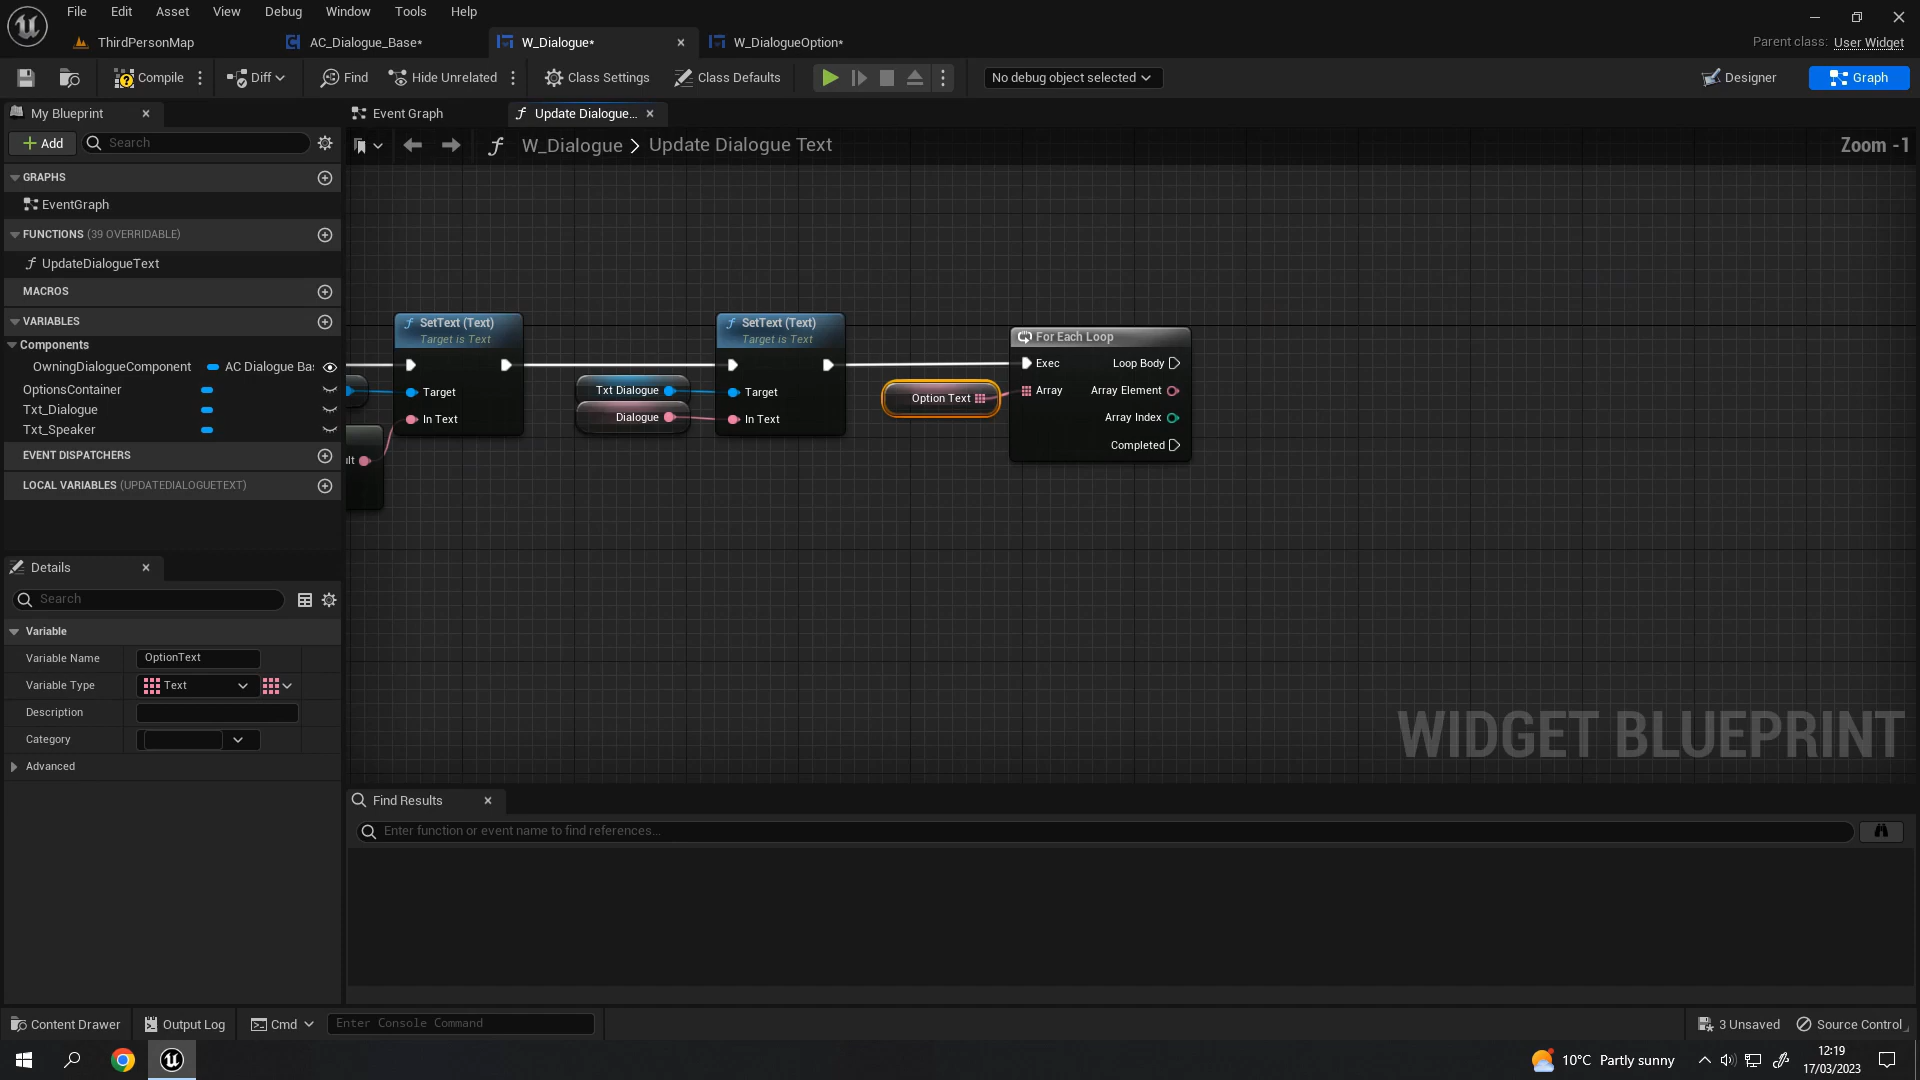 File Edit Asset View Debug Window Tools Help
ThirdPersonMap
AC_Dialogue_Base*
W_Dialogue*
W_DialogueOption*
Parent class: User Widget
Compile
Diff
Find
Hide Unrelated
Class Settings
Class Defaults
No debug object selected
Designer
Graph
My Blueprint
Event Graph
Update Dialogue...
Add
Search
W_Dialogue > Update Dialogue Text
Zoom -1
GRAPHS
EventGraph
FUNCTIONS (39 OVERRIDABLE)
UpdateDialogueText
MACROS
VARIABLES
Components
OwningDialogueComponent AC Dialogue Ba
OptionsContainer
Txt_Dialogue
Txt_Speaker
EVENT DISPATCHERS
LOCAL VARIABLES (UPDATEDIALOGUETEXT)
SetText (Text)
Target is Text
Target
In Text
ult
Txt Dialogue
Dialogue
SetText (Text)
Target is Text
Target
In Text
Option Text
For Each Loop
Exec Loop Body
Array Array Element
Array Index
Completed
WIDGET BLUEPRINT
Details
Search
Variable
Variable Name OptionText
Variable Type Text
Description
Category
Advanced
Find Results
Enter function or event name to find references...
Content Drawer
Output Log
Cmd
Enter Console Command
3 Unsaved
Source Control
10°C Partly sunny
12:19
17/03/2023